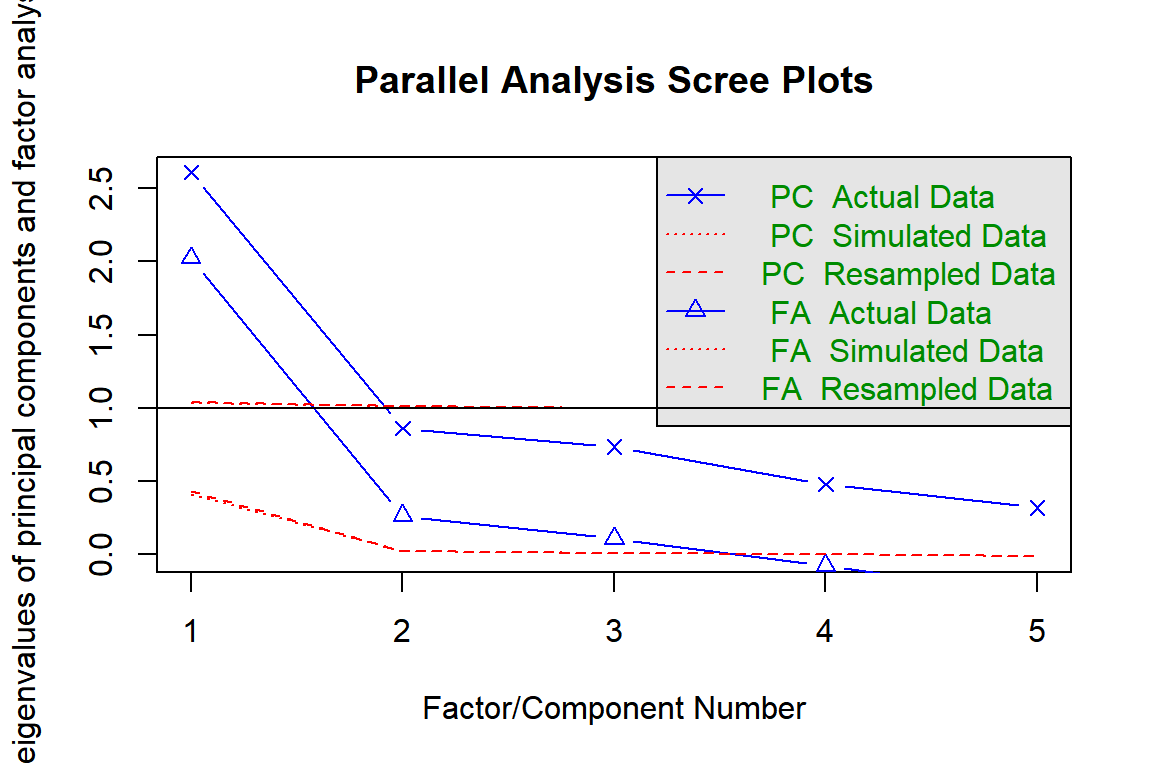 Parallel Analysis Scree Plots
eigenvalues of principal components and factor
2.5
2.0
1.5
1.0
0.5
0.0
PC Actual Data
PC Simulated Data
PC Resampled Data
FA Actual Data
FA Simulated Data
FA Resampled Data
1 2 3 4 5
Factor/Component Number